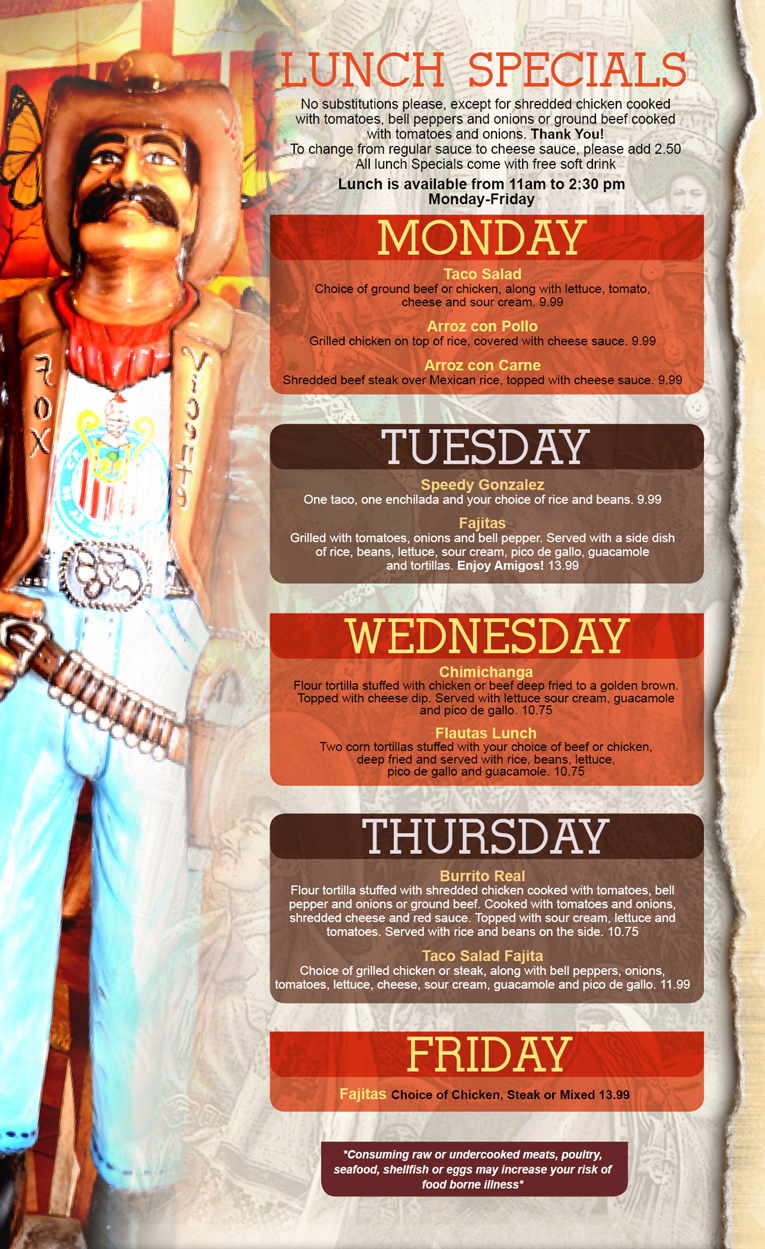 LUNCH SPECIALS
No substitutions please, except for shredded chicken cooked
with tomatoes, bell peppers and onions or ground beef cooked
with tomatoes and onions. Thank You!
To change from regular sauce to cheese sauce, please add 2.50
All lunch Specials come with free soft drink
Lunch is available from 11am to 2:30 pm
Monday-Friday
MONDAY
Taco Salad
Choice of ground beef or chicken, along with lettuce, tomato,
cheese and sour cream. 9.99
Arroz con Pollo
Grilled chicken on top of rice, covered with cheese sauce. 9.99
Arroz con Carne
Shredded beef steak over Mexican rice, topped with cheese sauce. 9.99
TUESDAY
Speedy Gonzalez
One taco, one enchilada and your choice of rice and beans. 9.99
Fajitas
Grilled with tomatoes, onions and bell pepper. Served with a side dish
of rice, beans, lettuce, sour cream, pico de gallo, guacamole
and tortillas. Enjoy Amigos! 13.99
WEDNESDAY
Chimichanga
Flour tortilla stuffed with chicken or beef deep fried to a golden brown.
Topped with cheese dip. Served with lettuce sour cream, guacamole
and pico de gallo. 10.75
Flautas Lunch
Two corn tortillas stuffed with your choice of beef or chicken,
deep fried and served with rice, beans, lettuce,
pico de gallo and guacamole. 10.75
THURSDAY
Burrito Real
Flour tortilla stuffed with shredded chicken cooked with tomatoes, bell
pepper and onions or ground beef. Cooked with tomatoes and onions,
shredded cheese and red sauce. Topped with sour cream, lettuce and
tomatoes. Served with rice and beans on the side. 10.75
Taco Salad Fajita
Choice of grilled chicken or steak, along with bell peppers, onions,
tomatoes, lettuce, cheese, sour cream, guacamole and pico de gallo. 11.99
FRIDAY
Fajitas Choice of Chicken, Steak or Mixed 13.99
*Consuming raw or undercooked meats, poultry,
seafood, shellfish or eggs may increase your risk of
food borne illness*
FOX
Visente